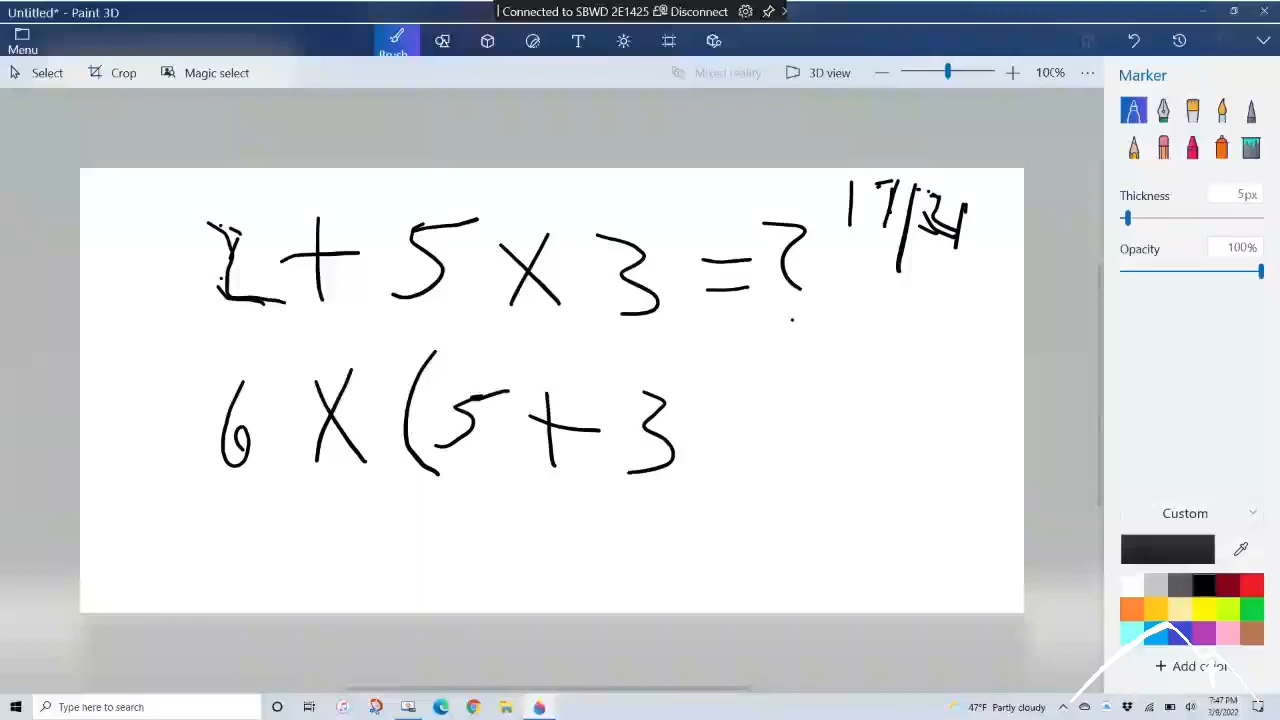 Untitled* - Paint 3D
Connected to SBWD 2E1425 Disconnect
Menu
Brush
Select
Crop
Magic select
Mixed reality
3D view
100%
Marker
Thickness
5px
Opacity
100%
2 + 5 × 3 = ? 17/
6 × (5 + 3
Custom
Add color
Type here to search
47°F Partly cloudy
7:47 PM
3/8/2022